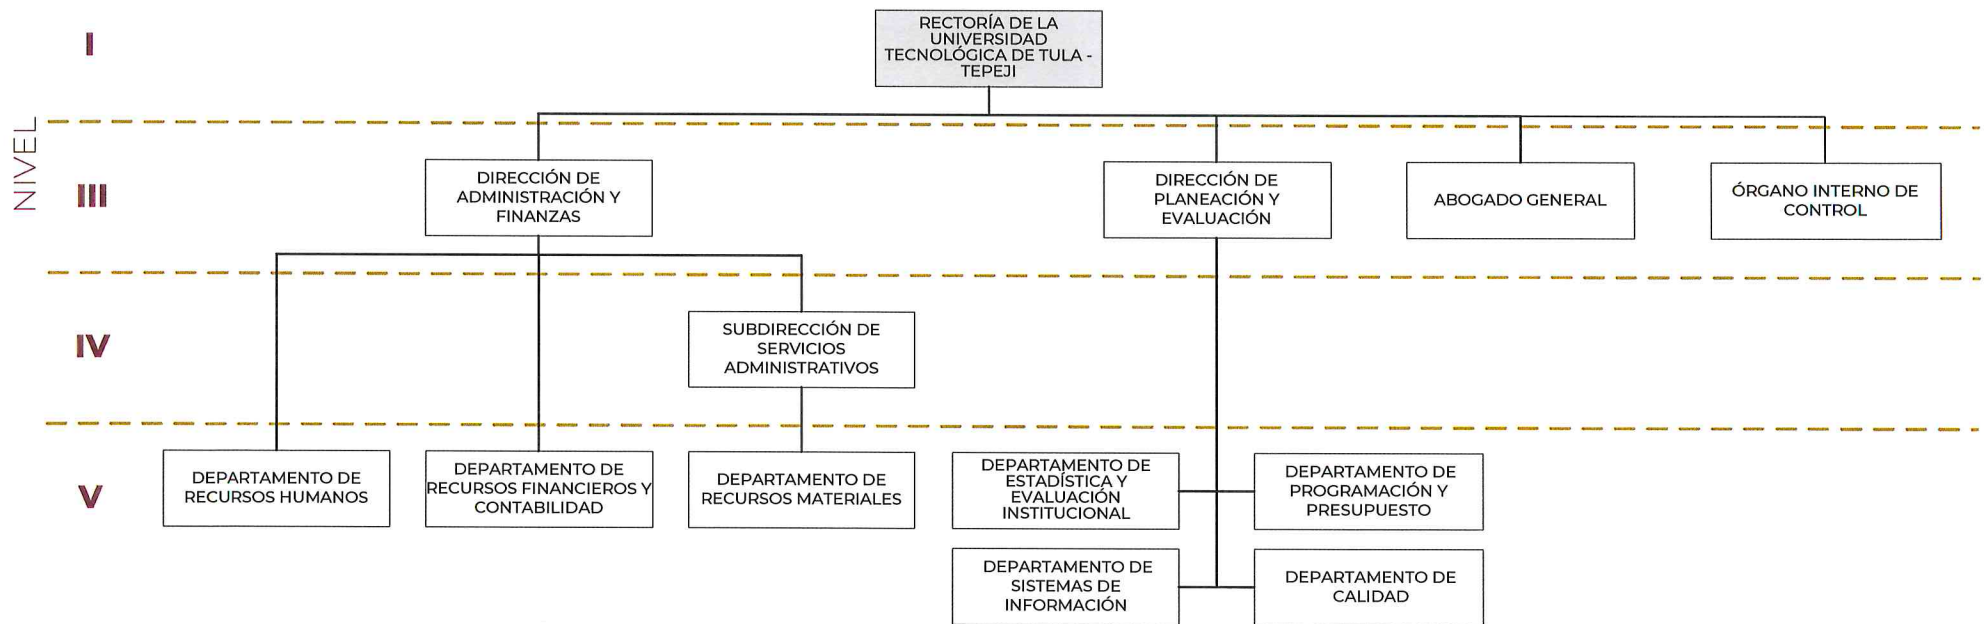 I
RECTORÍA DE LA
UNIVERSIDAD
TECNOLÓGICA DE TULA -
TEPEJI
NIVEL
III
DIRECCIÓN DE
ADMINISTRACIÓN Y
FINANZAS
DIRECCIÓN DE
PLANEACIÓN Y
EVALUACIÓN
ABOGADO GENERAL
ÓRGANO INTERNO DE
CONTROL
IV
SUBDIRECCIÓN DE
SERVICIOS
ADMINISTRATIVOS
V
DEPARTAMENTO DE
RECURSOS HUMANOS
DEPARTAMENTO DE
RECURSOS FINANCIEROS Y
CONTABILIDAD
DEPARTAMENTO DE
RECURSOS MATERIALES
DEPARTAMENTO DE
ESTADÍSTICA Y
EVALUACIÓN
INSTITUCIONAL
DEPARTAMENTO DE
PROGRAMACIÓN Y
PRESUPUESTO
DEPARTAMENTO DE
SISTEMAS DE
INFORMACIÓN
DEPARTAMENTO DE
CALIDAD